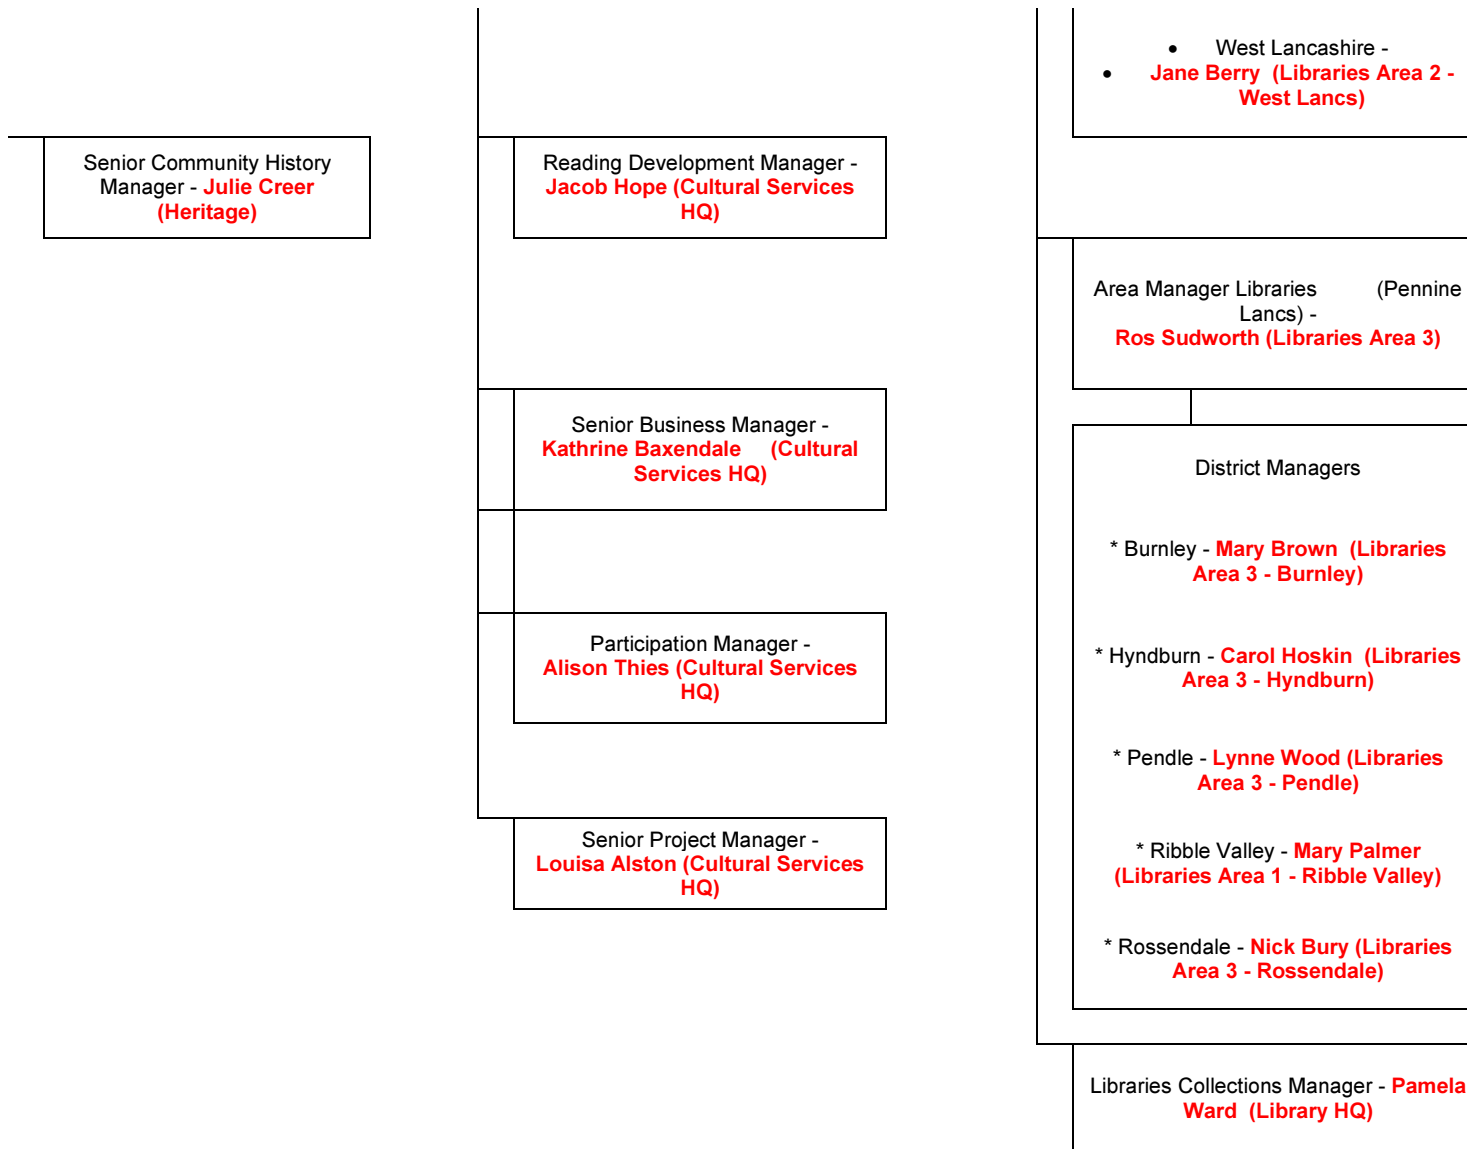 Senior Community History
Manager - Julie Creer
(Heritage)
Reading Development Manager -
Jacob Hope (Cultural Services
HQ)
Senior Business Manager -
Kathrine Baxendale (Cultural
Services HQ)
Participation Manager -
Alison Thies (Cultural Services
HQ)
Senior Project Manager -
Louisa Alston (Cultural Services
HQ)
• West Lancashire -
• Jane Berry (Libraries Area 2 -
West Lancs)
Area Manager Libraries (Pennine
Lancs) -
Ros Sudworth (Libraries Area 3)
District Managers
* Burnley - Mary Brown (Libraries
Area 3 - Burnley)
* Hyndburn - Carol Hoskin (Libraries
Area 3 - Hyndburn)
* Pendle - Lynne Wood (Libraries
Area 3 - Pendle)
* Ribble Valley - Mary Palmer
(Libraries Area 1 - Ribble Valley)
* Rossendale - Nick Bury (Libraries
Area 3 - Rossendale)
Libraries Collections Manager - Pamela
Ward (Library HQ)